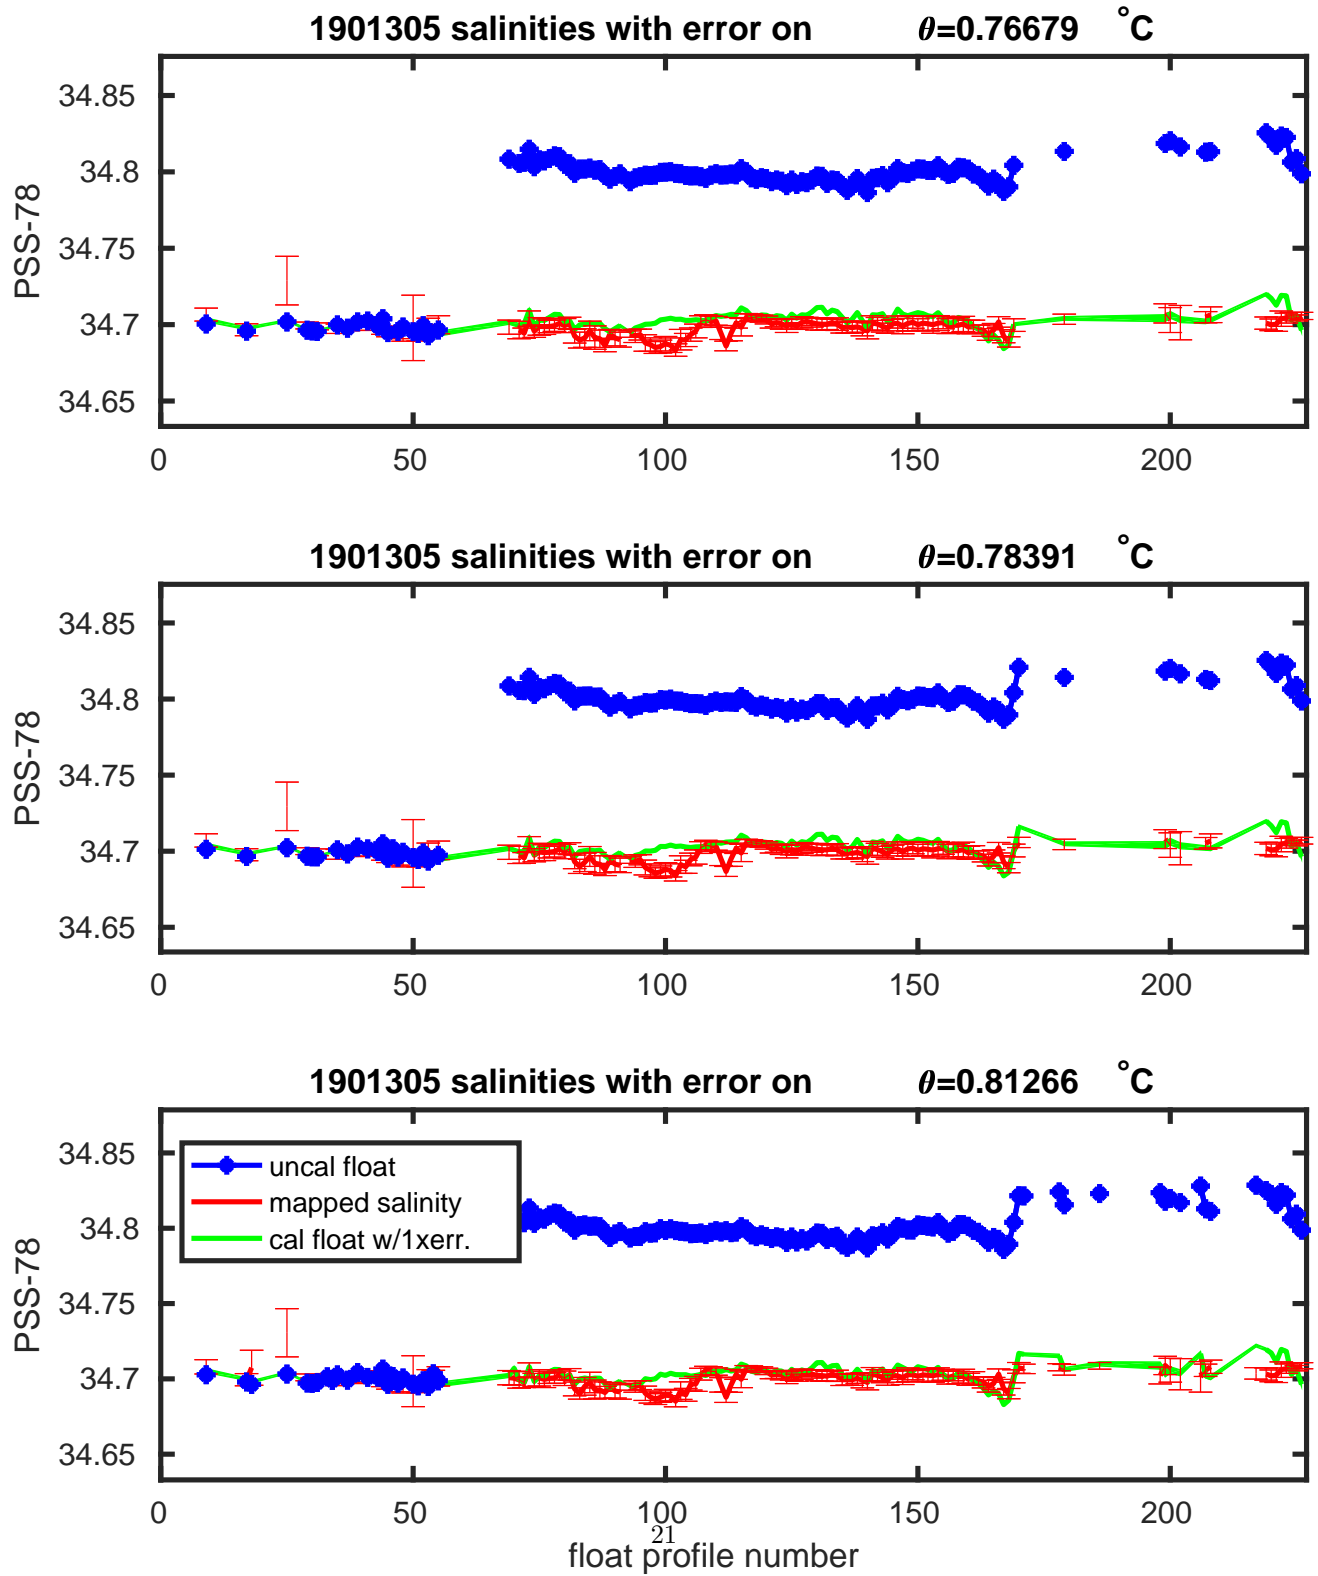 1901305 salinities with error on θ=0.76679 °C
34.85
34.8
34.75
34.7
34.65
PSS-78
0 50 100 150 200
1901305 salinities with error on θ=0.78391 °C
34.85
34.8
34.75
34.7
34.65
PSS-78
0 50 100 150 200
1901305 salinities with error on θ=0.81266 °C
34.85
34.8
34.75
34.7
34.65
PSS-78
uncal float
mapped salinity
cal float w/1xerr.
0 50 100 150 200
21
float profile number